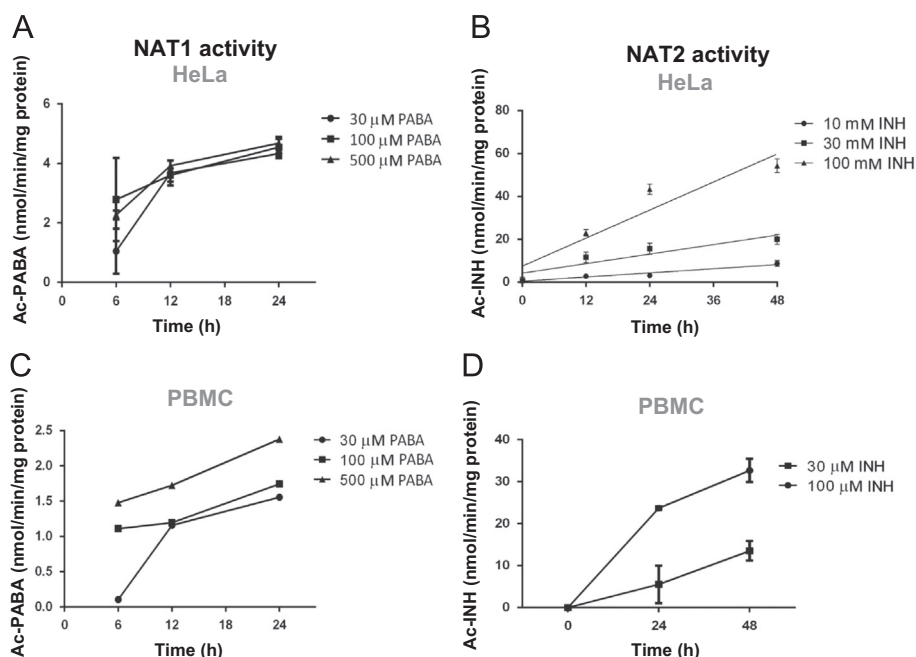 A
NAT1 activity
HeLa
Ac-PABA (nmol/min/mg protein)
6
4
2
0
0 6 12 18 24
Time (h)
30 µM PABA
100 µM PABA
500 µM PABA
B
NAT2 activity
HeLa
Ac-INH (nmol/min/mg protein)
80
60
40
20
0
0 12 24 36 48
Time (h)
10 mM INH
30 mM INH
100 mM INH
C
PBMC
Ac-PABA (nmol/min/mg protein)
2.5
2.0
1.5
1.0
0.5
0.0
0 6 12 18 24
Time (h)
30 µM PABA
100 µM PABA
500 µM PABA
D
PBMC
Ac-INH (nmol/min/mg protein)
40
30
20
10
0
0 24 48
Time (h)
30 µM INH
100 µM INH